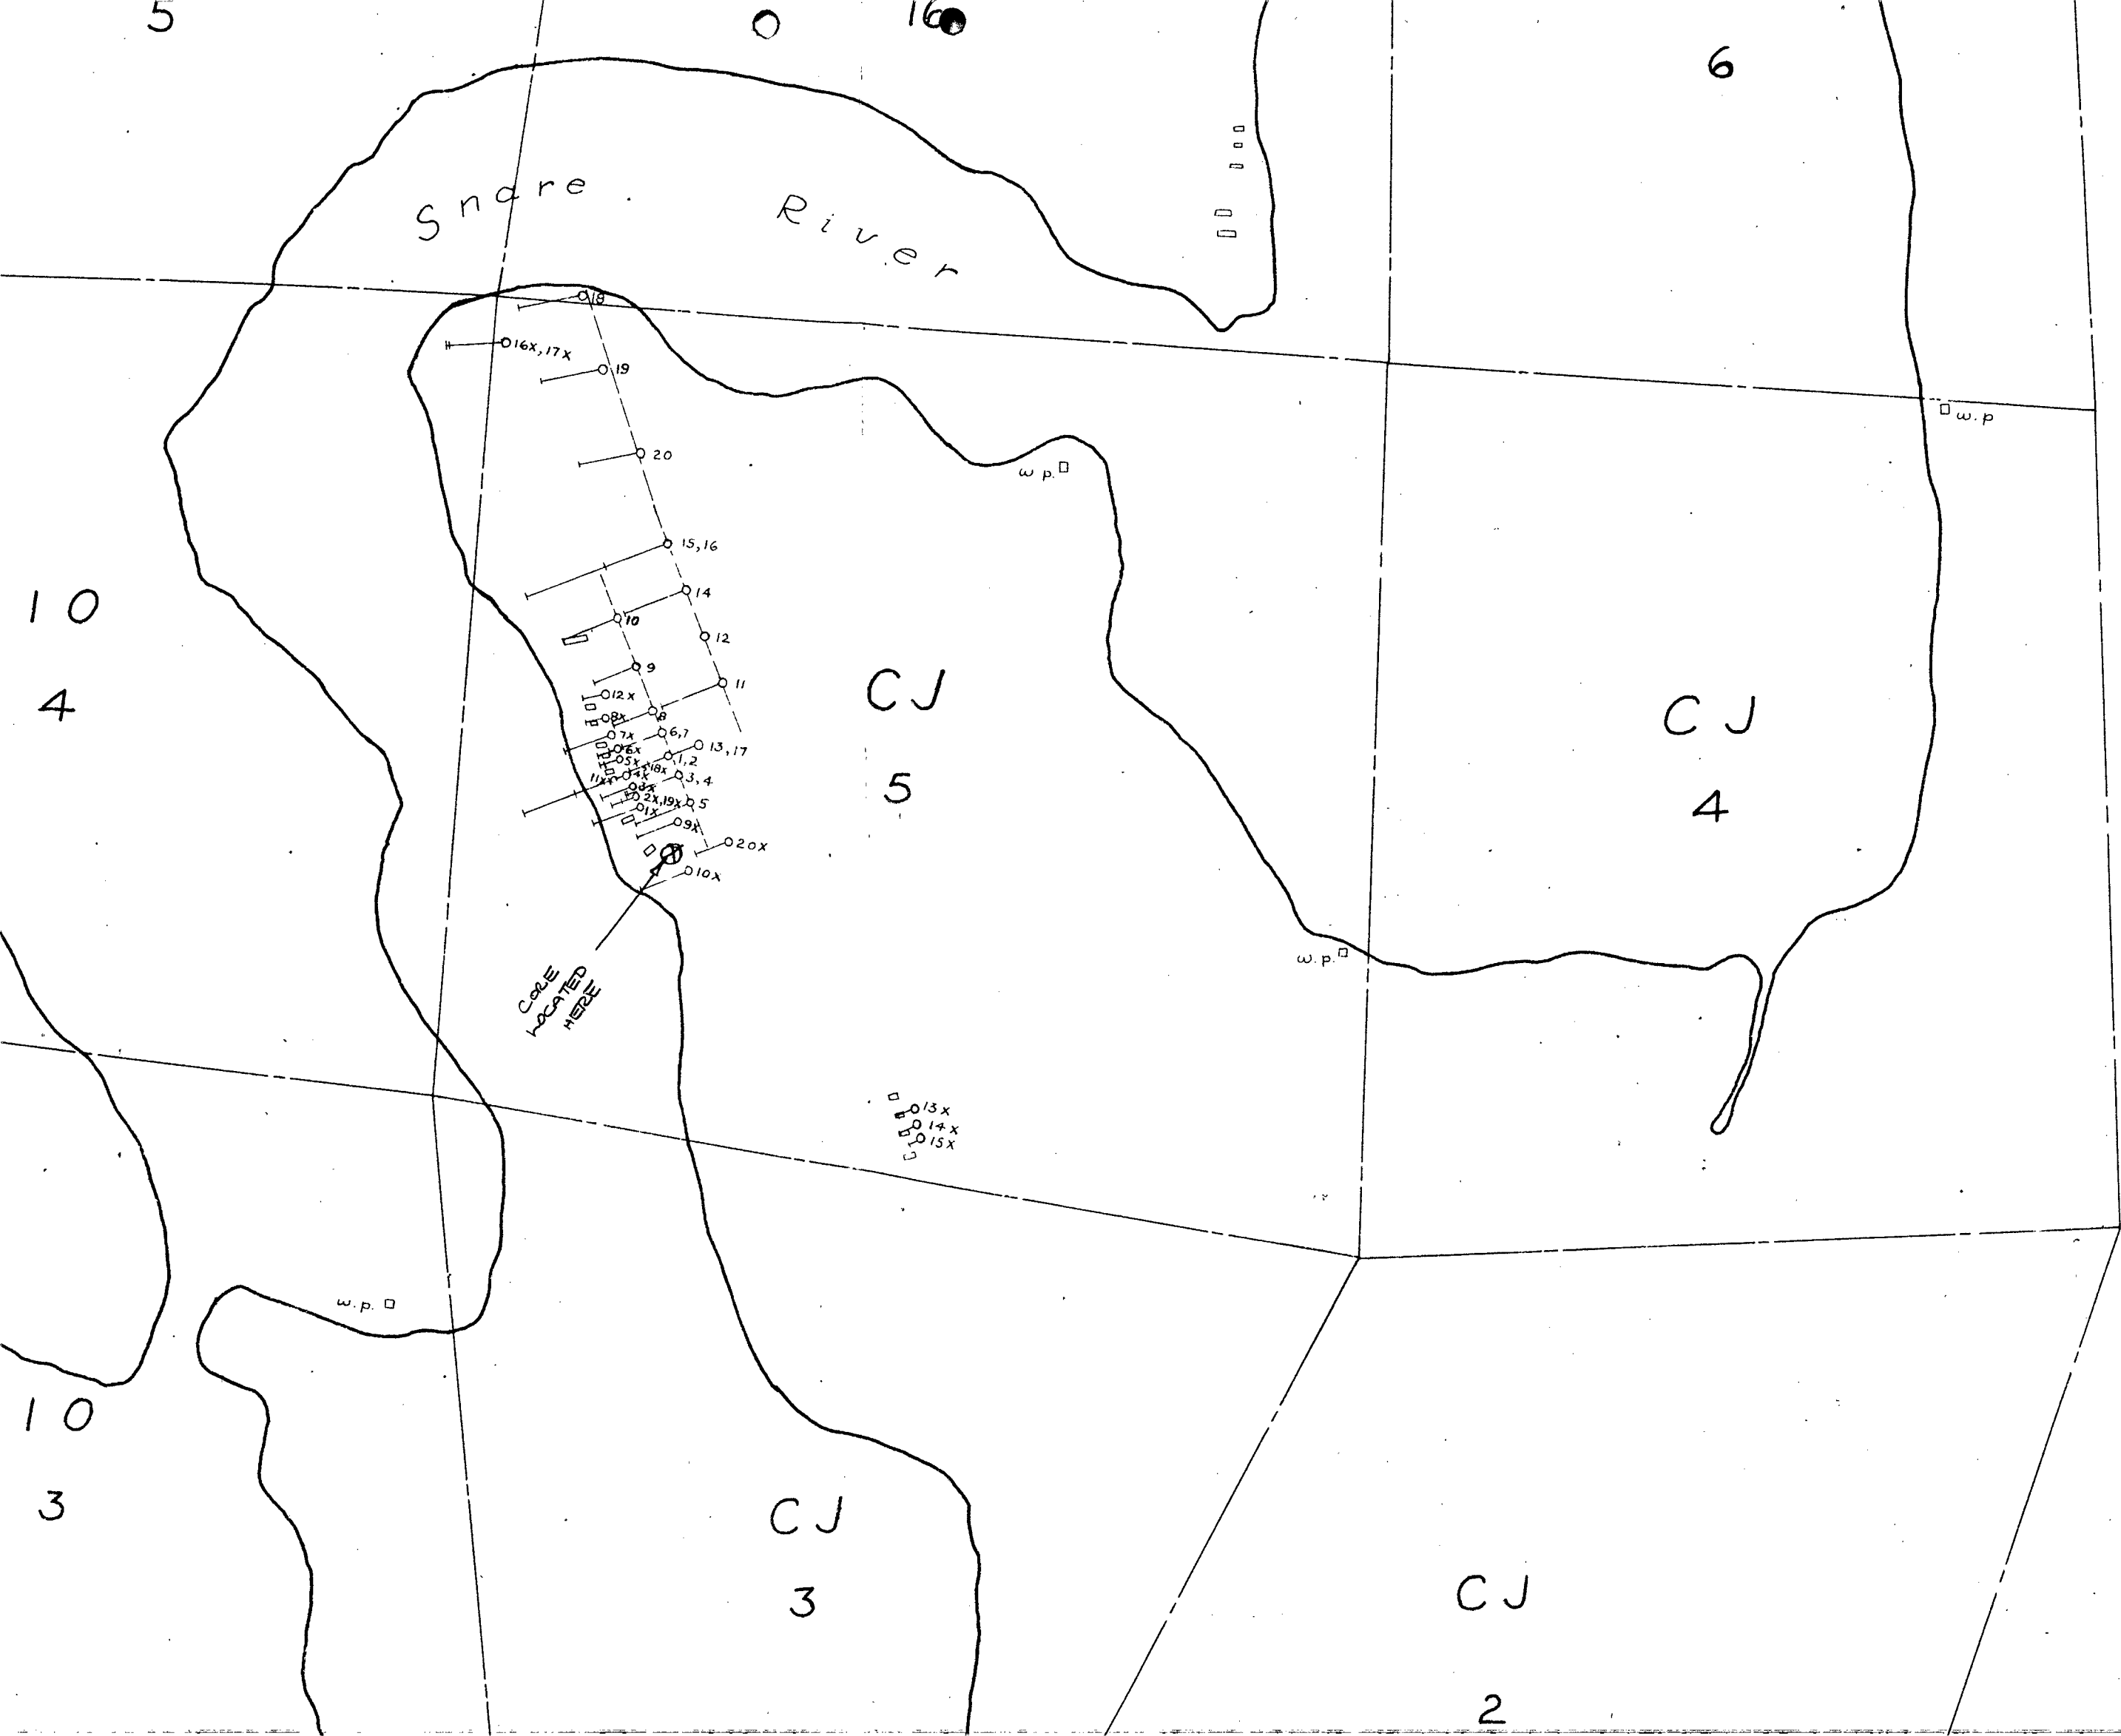 5
16
6
Snare River
18
16x, 17x
19
w.p
20
w p.
15, 16
14
10
10
12
9
11
12x
CJ
CJ
4
8
8x
7x
6, 7
13, 17
6x
1, 2
5x
18x
4x
11x
3, 4
3x
5
4
2x, 19x
5
1x
9x
20x
10x
w.p.
CORE
LOCATED
HERE
13x
14x
15x
w.p.
10
3
CJ
3
CJ
2